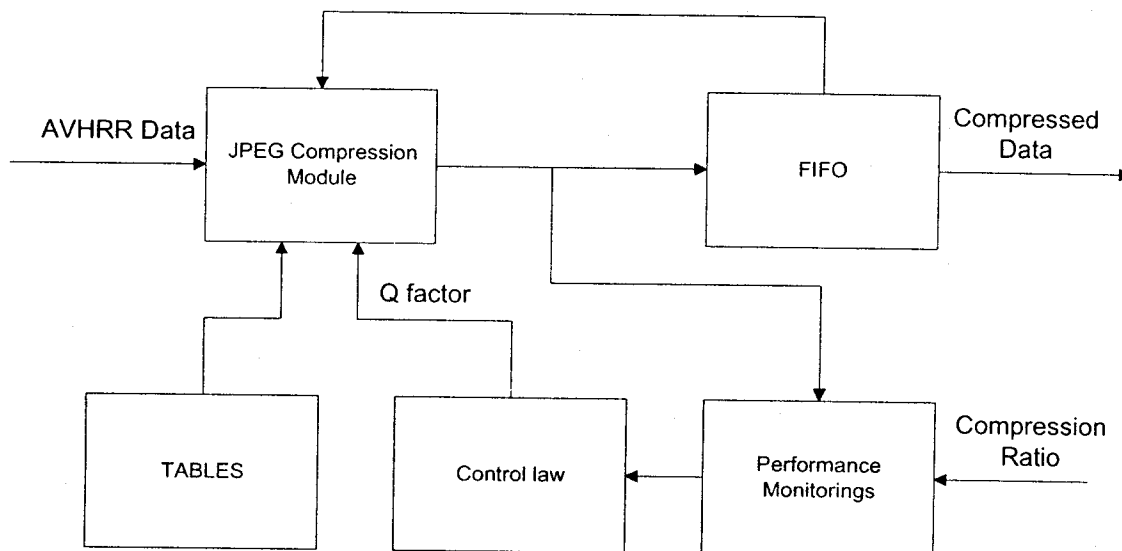 AVHRR Data
JPEG Compression
Module
FIFO
Compressed
Data
Q factor
TABLES
Control law
Performance
Monitorings
Compression
Ratio